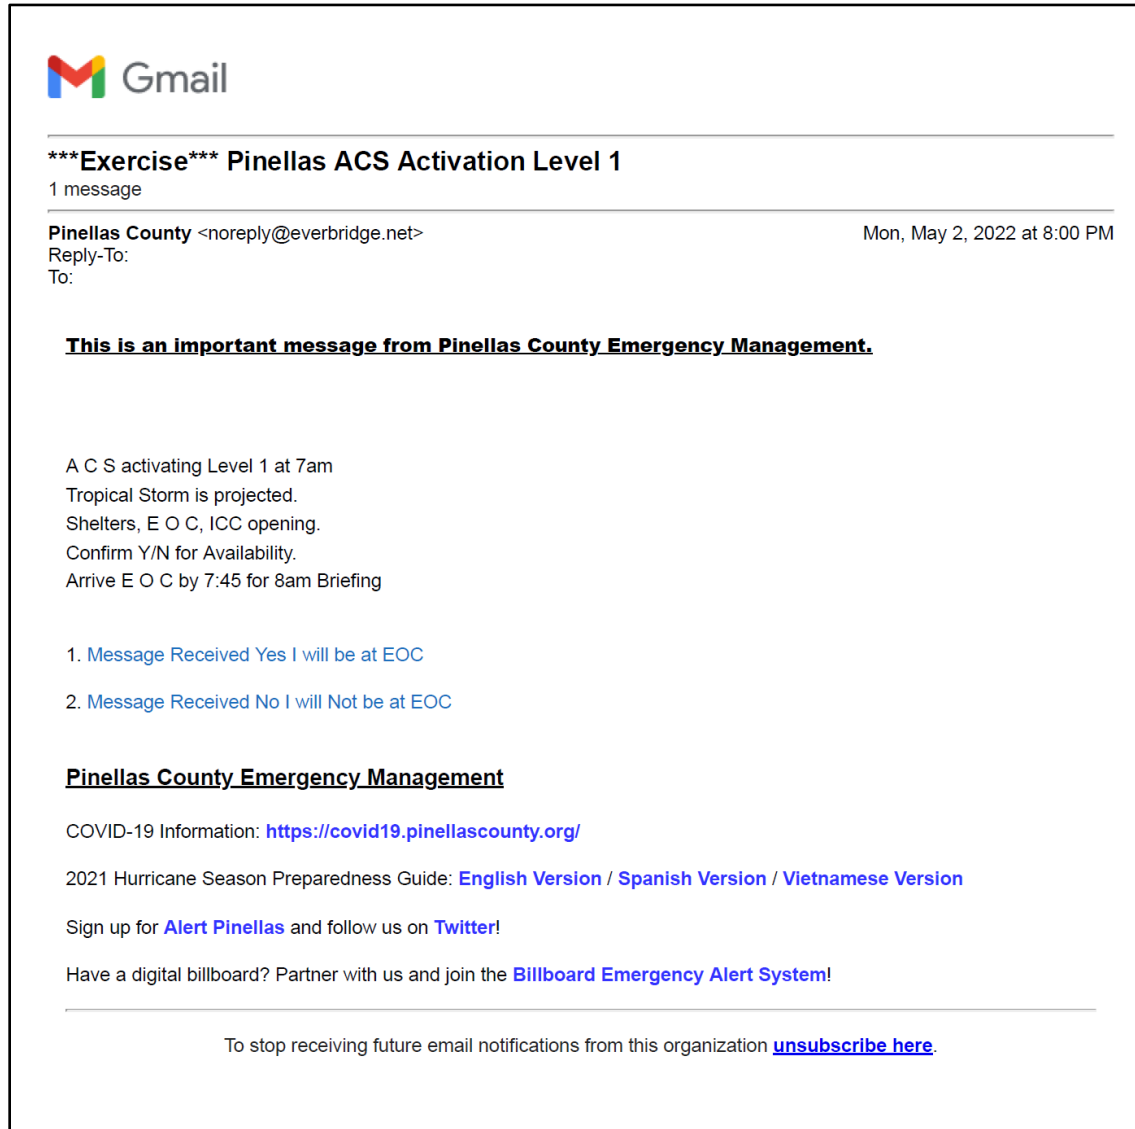 Gmail
***Exercise*** Pinellas ACS Activation Level 1
1 message
Pinellas County <noreply@everbridge.net> Mon, May 2, 2022 at 8:00 PM
Reply-To:
To:
This is an important message from Pinellas County Emergency Management.
A C S activating Level 1 at 7am
Tropical Storm is projected.
Shelters, E O C, ICC opening.
Confirm Y/N for Availability.
Arrive E O C by 7:45 for 8am Briefing
1. Message Received Yes I will be at EOC
2. Message Received No I will Not be at EOC
Pinellas County Emergency Management
COVID-19 Information: https://covid19.pinellascounty.org/
2021 Hurricane Season Preparedness Guide: English Version / Spanish Version / Vietnamese Version
Sign up for Alert Pinellas and follow us on Twitter!
Have a digital billboard? Partner with us and join the Billboard Emergency Alert System!
To stop receiving future email notifications from this organization unsubscribe here.